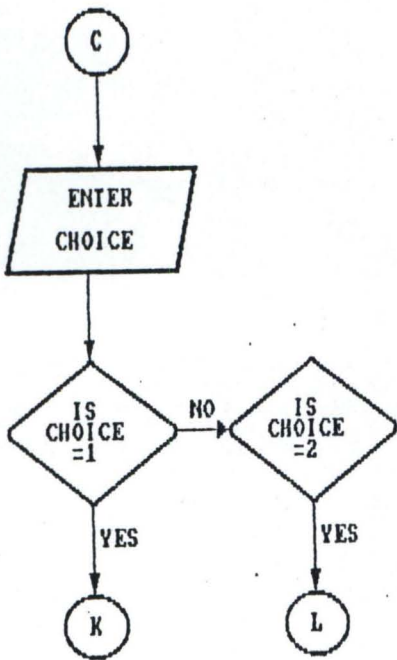 C
ENTER
CHOICE
IS
CHOICE
=1
NO
IS
CHOICE
=2
YES
YES
K
L